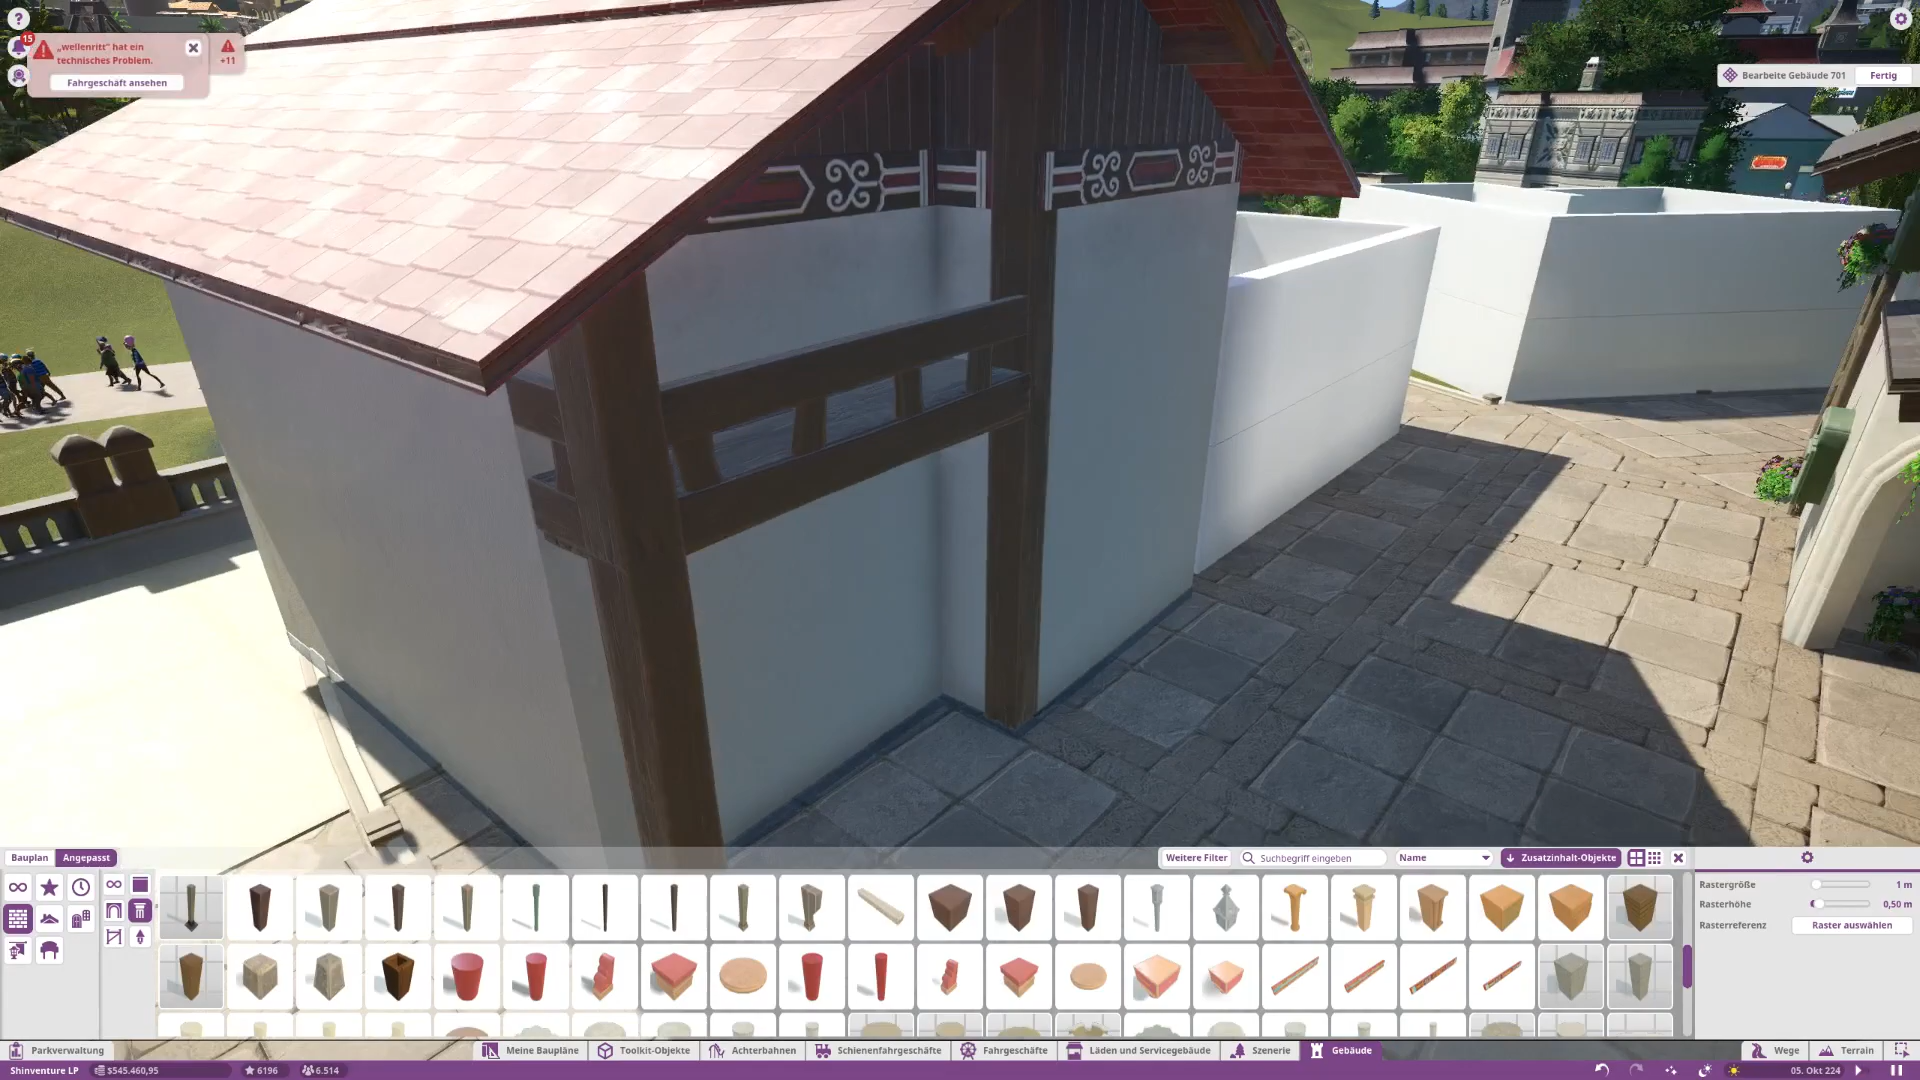 ?
15
„wellenritt“ hat ein
technisches Problem.
Fahrgeschäft ansehen
+11
Bearbeite Gebäude 701
Fertig
Bauplan
Angepasst
Weitere Filter
Suchbegriff eingeben
Name
Zusatzinhalt-Objekte
Rastergröße
1 m
Rasterhöhe
0,50 m
Rasterreferenz
Raster auswählen
Parkverwaltung
Meine Baupläne
Toolkit-Objekte
Achterbahnen
Schienenfahrgeschäfte
Fahrgeschäfte
Läden und Servicegebäude
Szenerie
Gebäude
Wege
Terrain
Shinventure LP
$545.460,95
6196
6.514
05. Okt 224